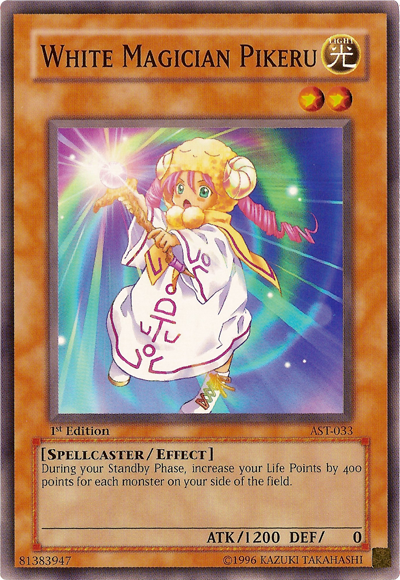 WHITE MAGICIAN PIKERU
LIGHT
光
1st Edition
AST-033
[SPELLCASTER/EFFECT]
During your Standby Phase, increase your Life Points by 400
points for each monster on your side of the field.
ATK/1200 DEF/ 0
81383947
©1996 KAZUKI TAKAHASHI